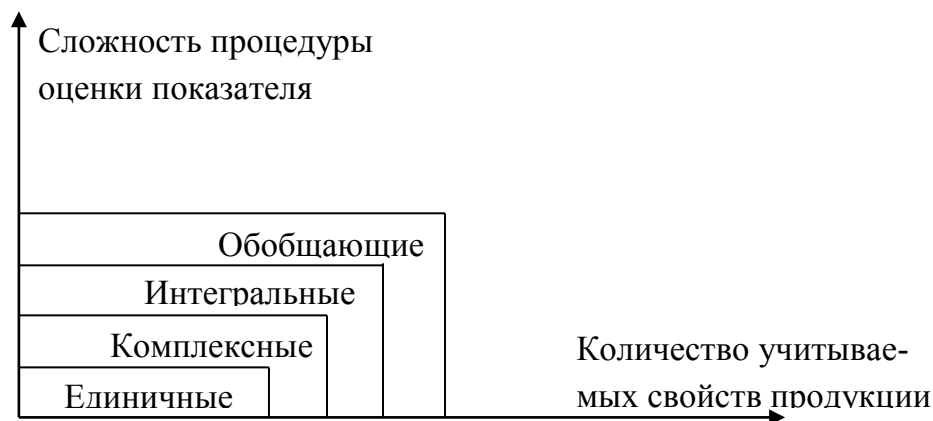 Сложность процедуры
оценки показателя
Обобщающие
Интегральные
Комплексные
Единичные
Количество учитывае-
мых свойств продукции